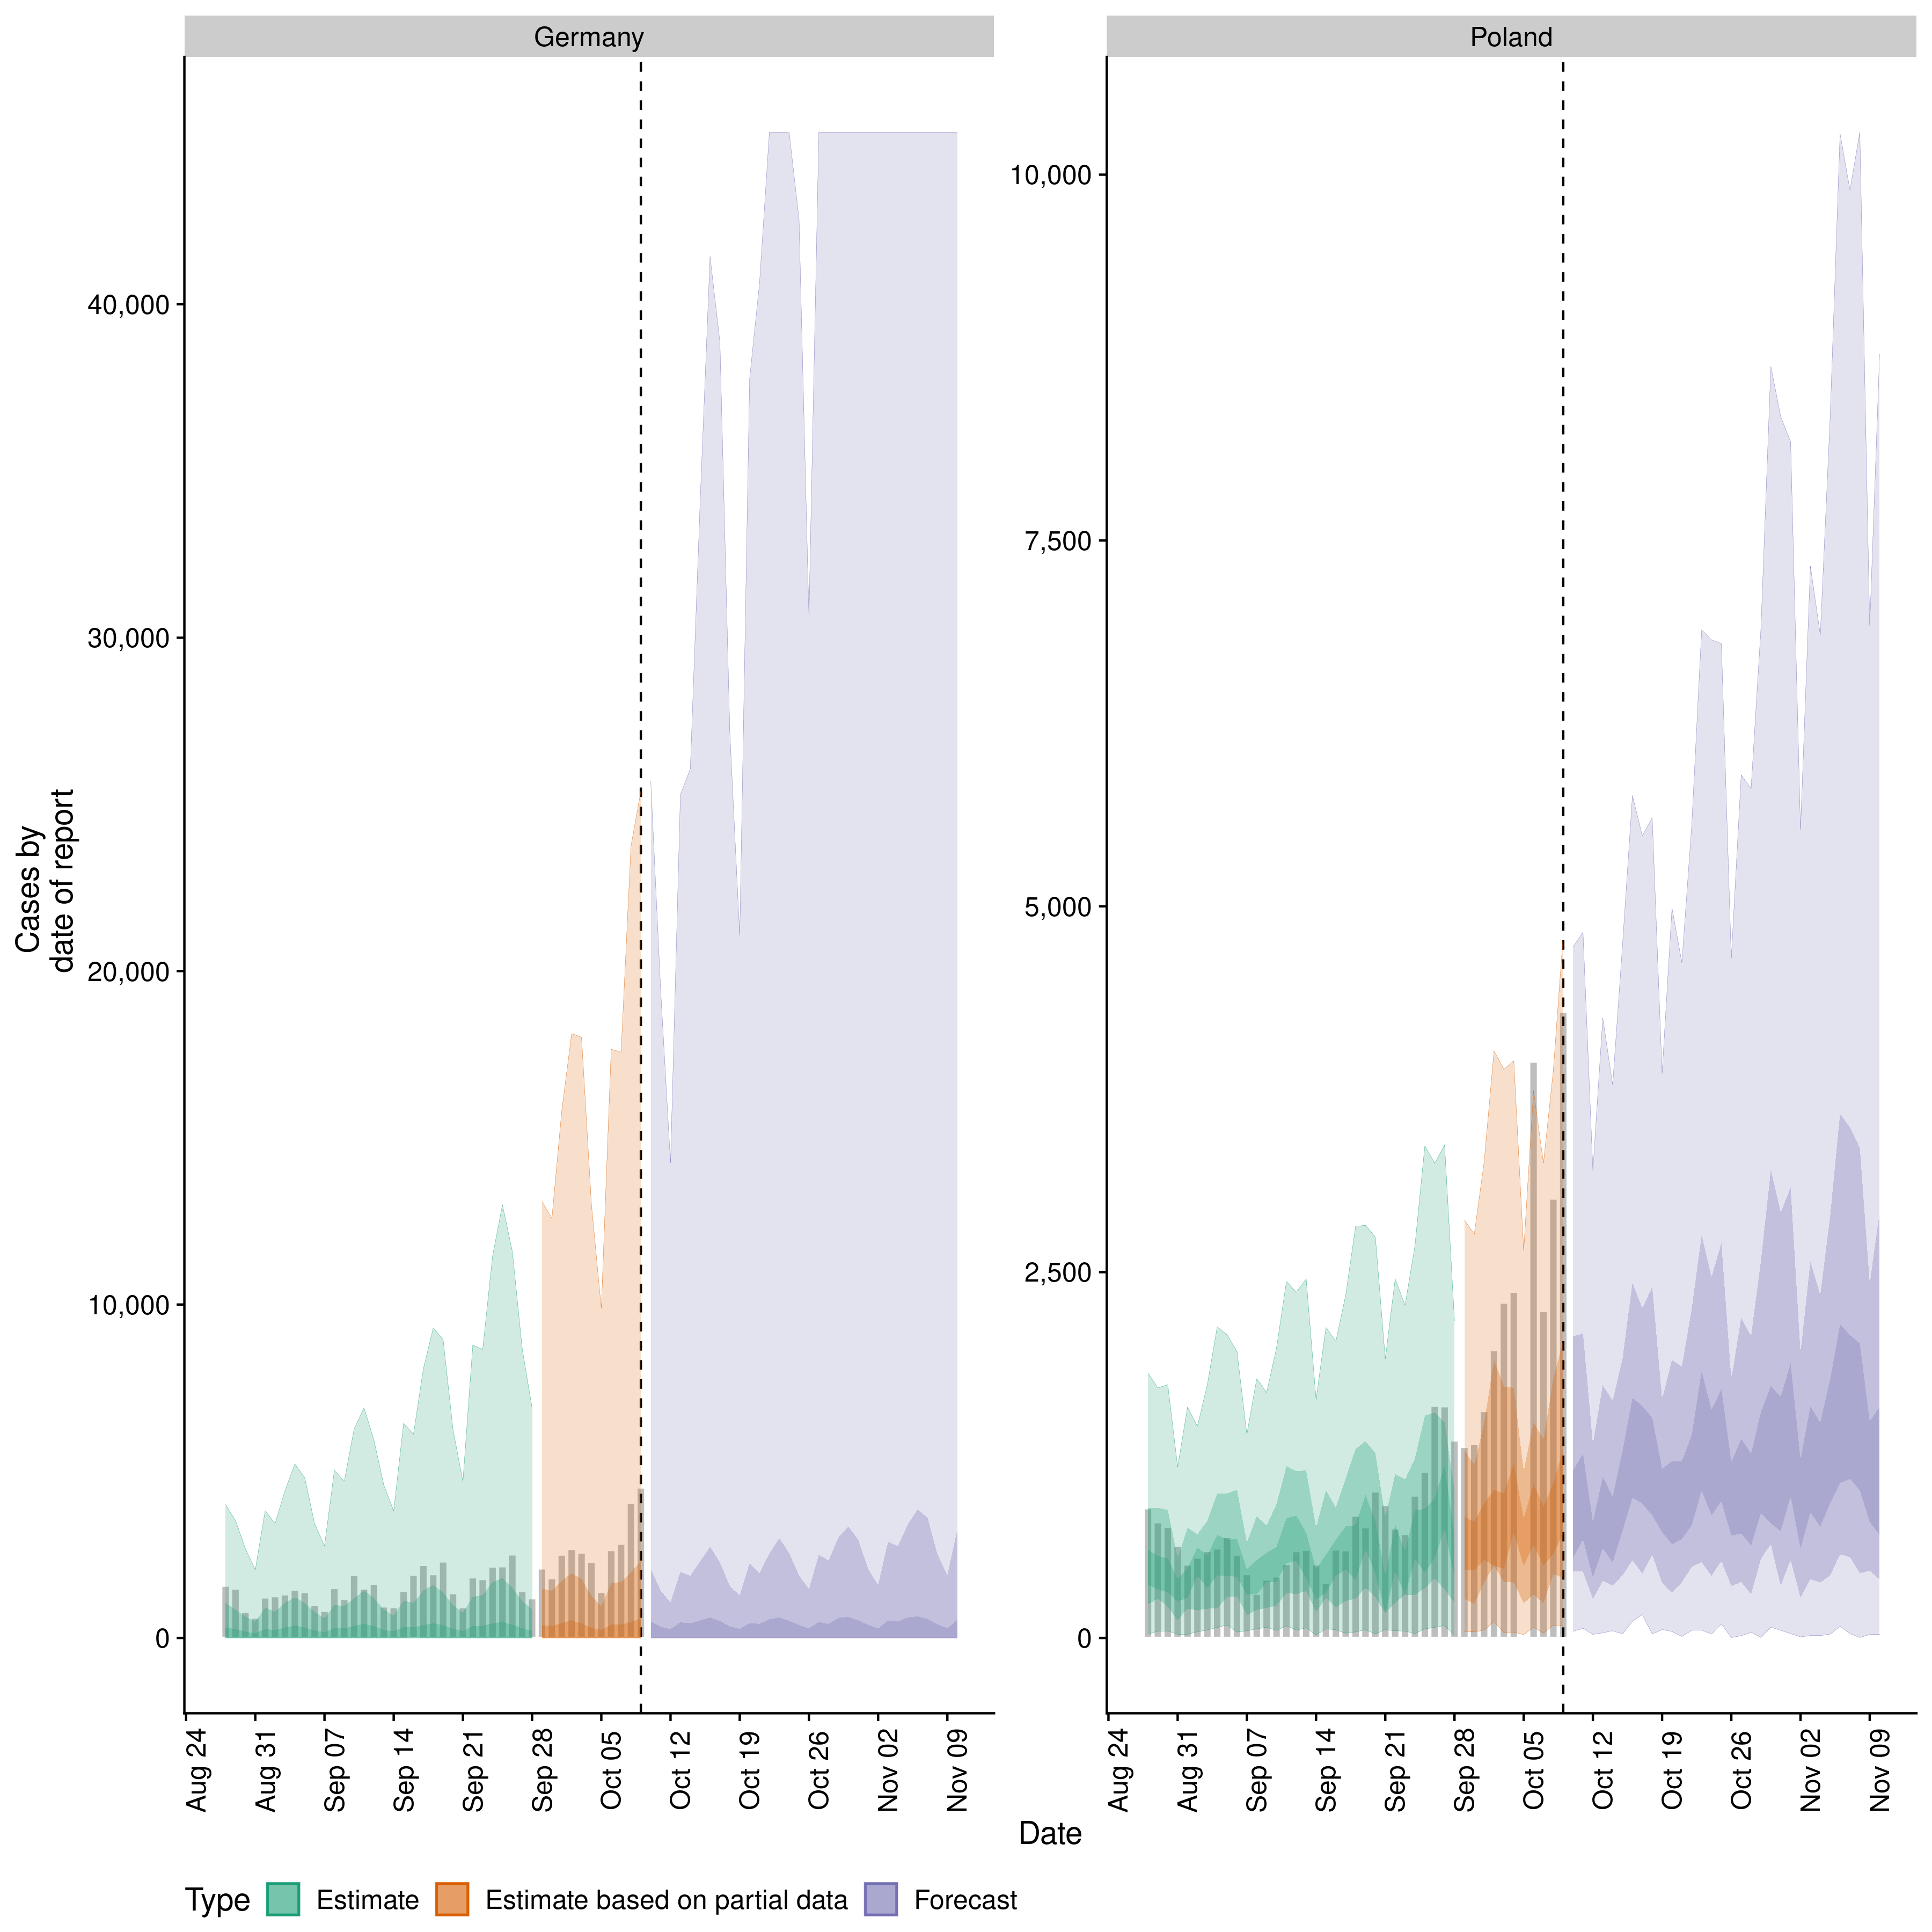 Germany
Poland
Cases by
date of report
40,000
30,000
20,000
10,000
0
10,000
7,500
5,000
2,500
0
Aug 24
Aug 31
Sep 07
Sep 14
Sep 21
Sep 28
Oct 05
Oct 12
Oct 19
Oct 26
Nov 02
Nov 09
Aug 24
Aug 31
Sep 07
Sep 14
Sep 21
Sep 28
Oct 05
Oct 12
Oct 19
Oct 26
Nov 02
Nov 09
Date
Type Estimate Estimate based on partial data Forecast